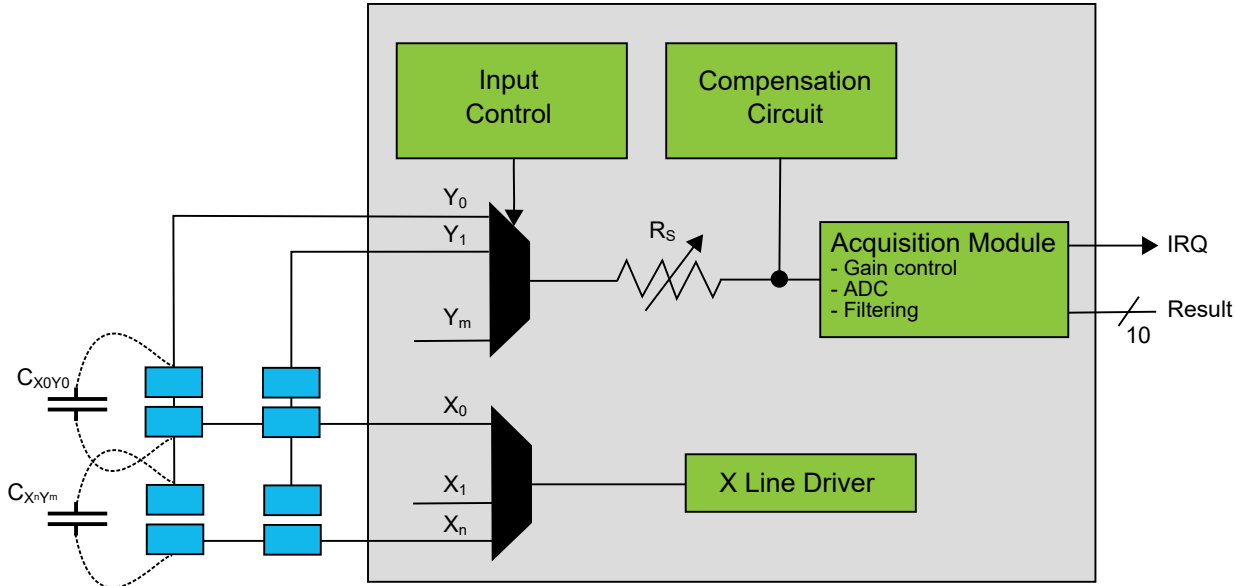 Input
Control
Compensation
Circuit
Y0
Y1
Ym
RS
Acquisition Module
- Gain control
- ADC
- Filtering
IRQ
Result
10
CX0Y0
CXnYm
X0
X1
Xn
X Line Driver